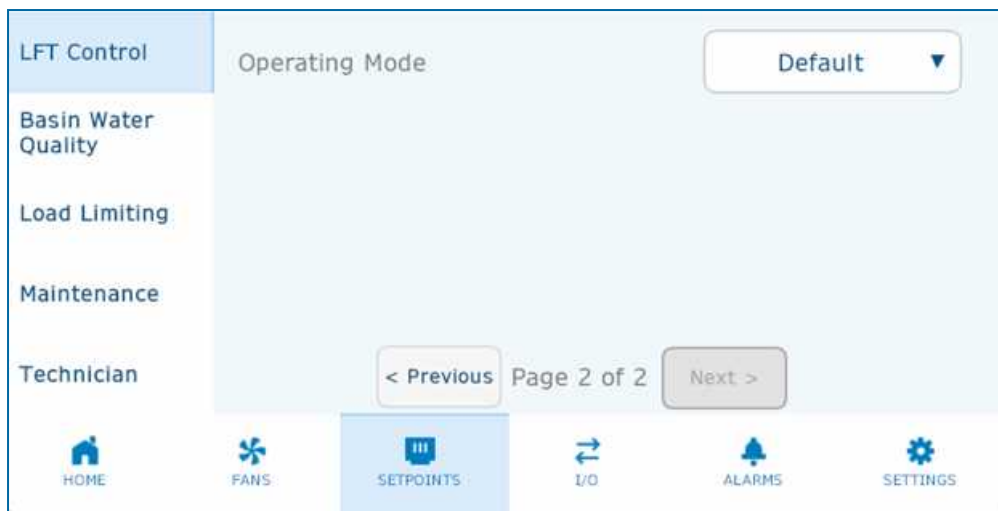 LFT Control
Operating Mode
Default ▼
Basin Water
Quality
Load Limiting
Maintenance
Technician
< Previous
Page 2 of 2
Next >
HOME
FANS
SETPOINTS
I/O
ALARMS
SETTINGS